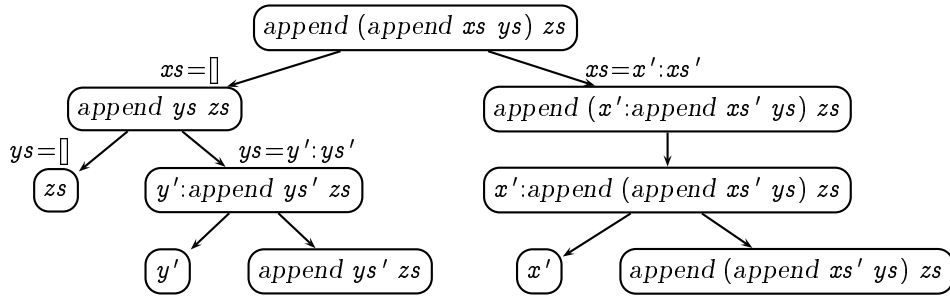 append (append xs ys) zs
xs=[]
xs=x':xs'
append ys zs
append (x':append xs' ys) zs
ys=[]
ys=y':ys'
zs
y':append ys' zs
x':append (append xs' ys) zs
y'
append ys' zs
x'
append (append xs' ys) zs